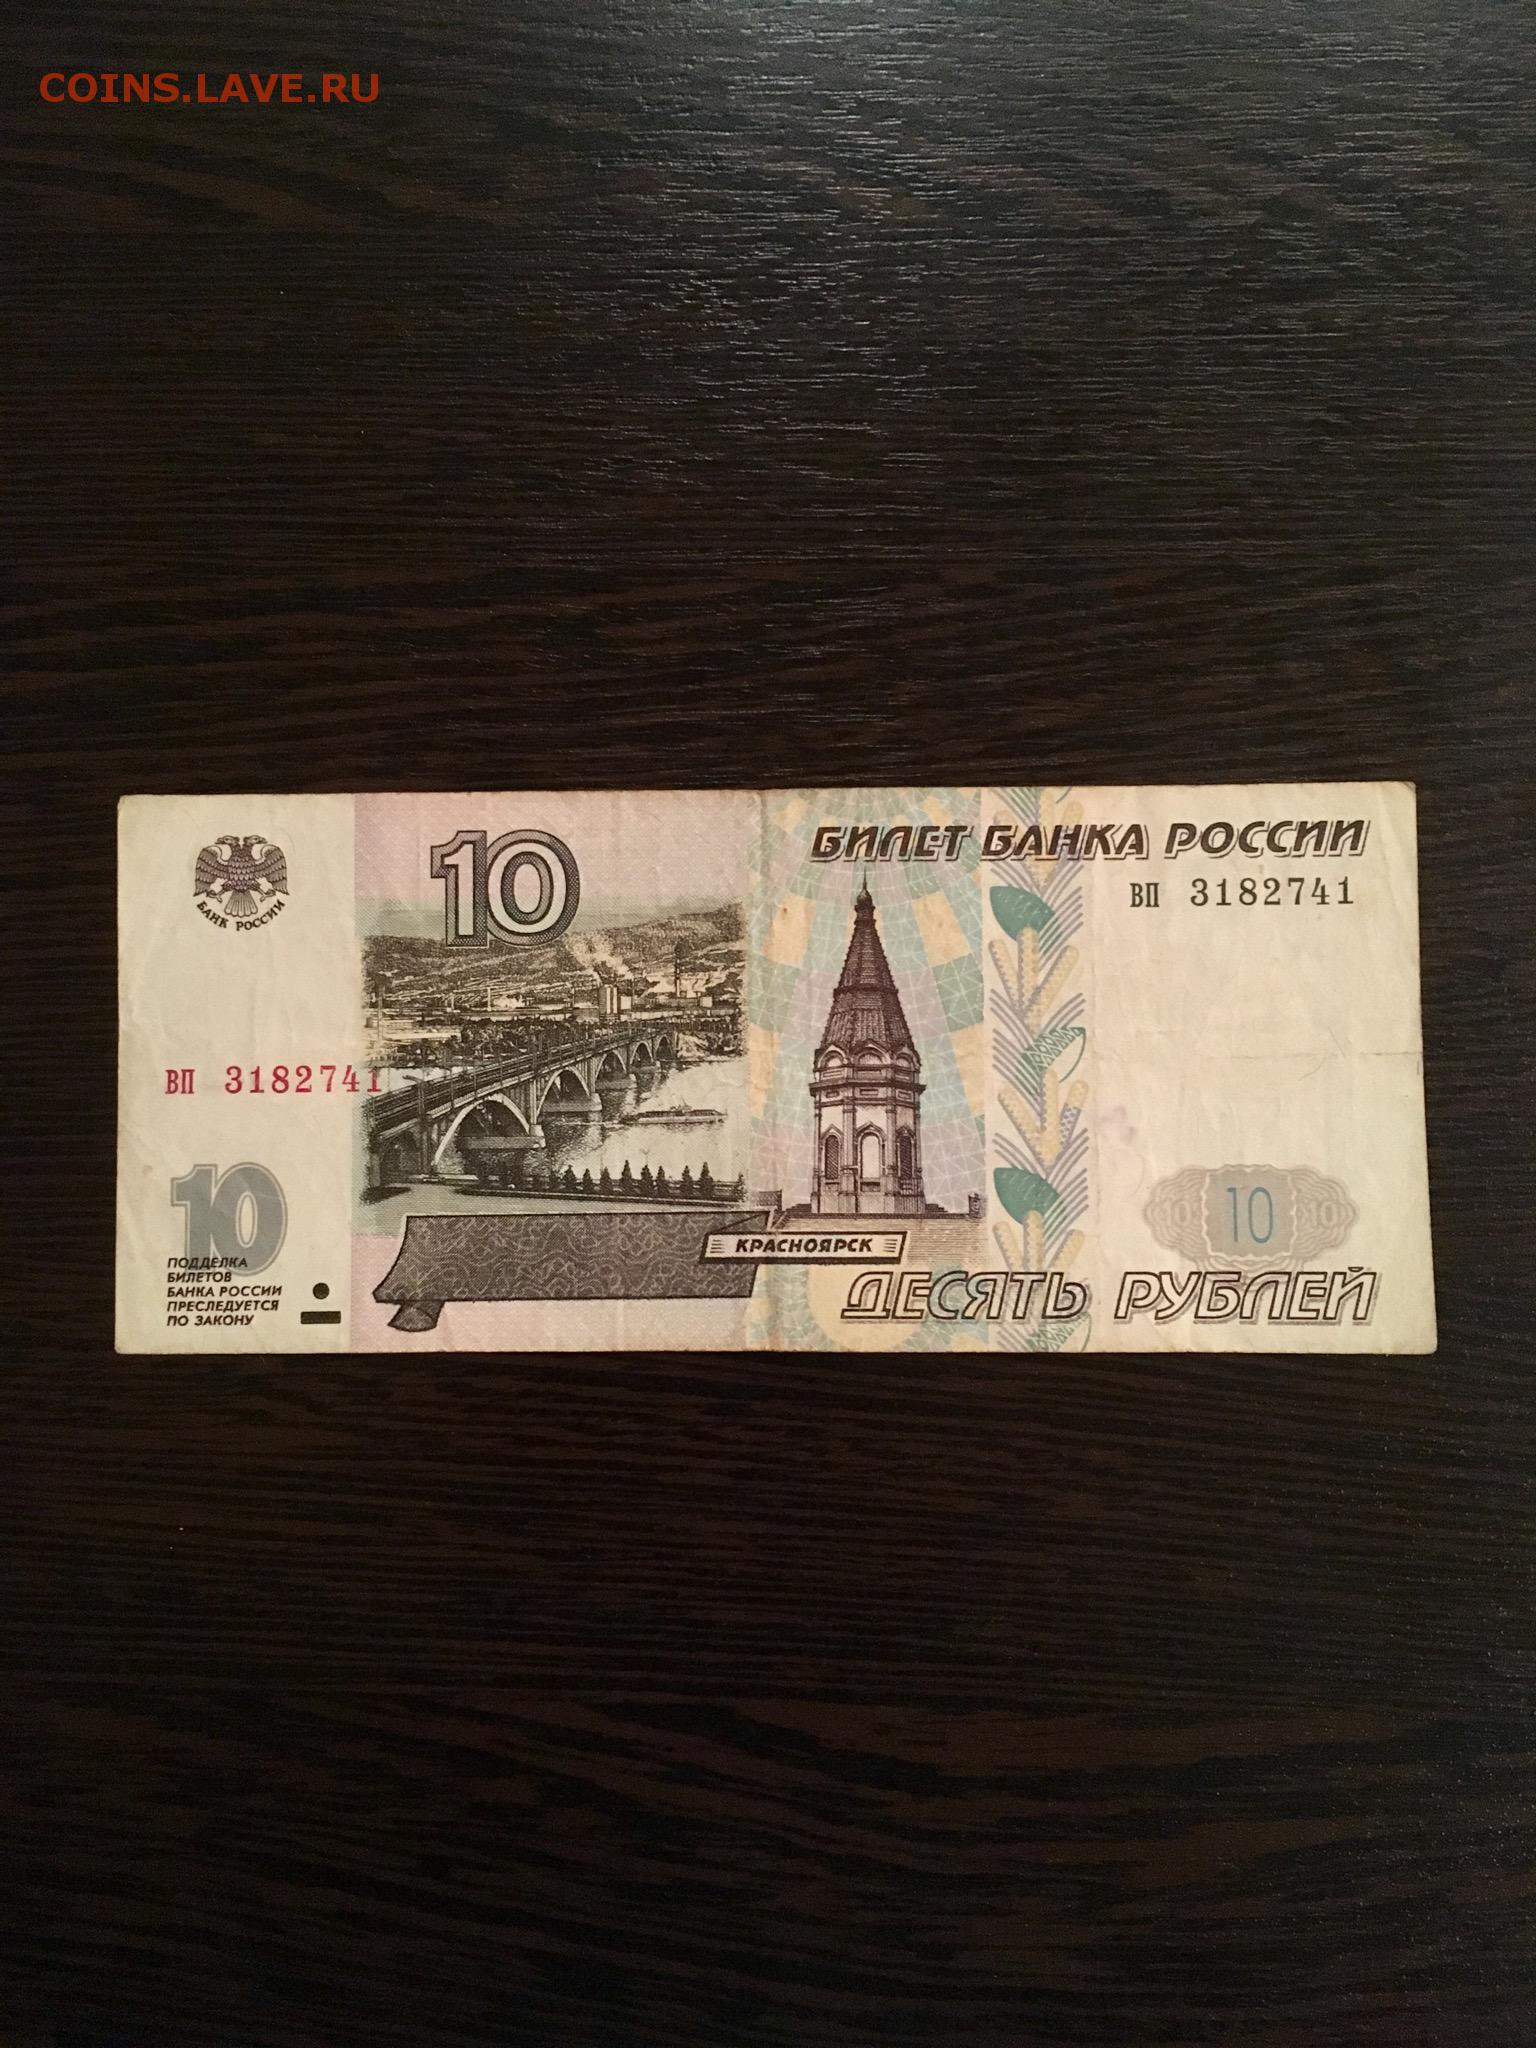 COINS.LAVE.RU
10
БИЛЕТ БАНКА РОССИИ
вп 3182741
БАНК РОССИИ
вп 3182741
10
10
КРАСНОЯРСК
ПОДДЕЛКА
БИЛЕТОВ
БАНКА РОССИИ
ПРЕСЛЕДУЕТСЯ
ПО ЗАКОНУ
ДЕСЯТЬ РУБЛЕЙ